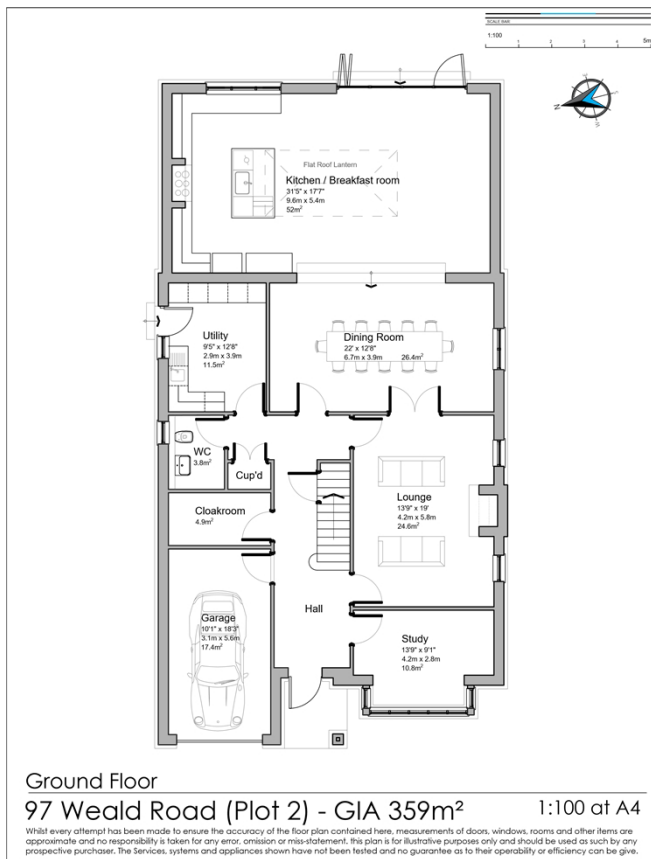 SCALE BAR
1:100
1 2 3 4 5m
N
Flat Roof Lantern
Kitchen / Breakfast room
31'5" x 17'7"
9.6m x 5.4m
52m²
Utility
9'5" x 12'8"
2.9m x 3.9m
11.5m²
Dining Room
22' x 12'8"
6.7m x 3.9m 26.4m²
WC
3.8m²
Cup'd
Cloakroom
4.9m²
Lounge
13'9" x 19'
4.2m x 5.8m
24.6m²
Hall
Garage
10'1" x 18'3"
3.1m x 5.6m
17.4m²
Study
13'9" x 9'1"
4.2m x 2.8m
10.8m²
Ground Floor
97 Weald Road (Plot 2) - GIA 359m² 1:100 at A4
Whilst every attempt has been made to ensure the accuracy of the floor plan contained here, measurements of doors, windows, rooms and other items are
approximate and no responsibility is taken for any error, omission or miss-statement. this plan is for illustrative purposes only and should be used as such by any
prospective purchaser. The Services, systems and appliances shown have not been tested and no guarantee as to their operability or efficiency can be give.